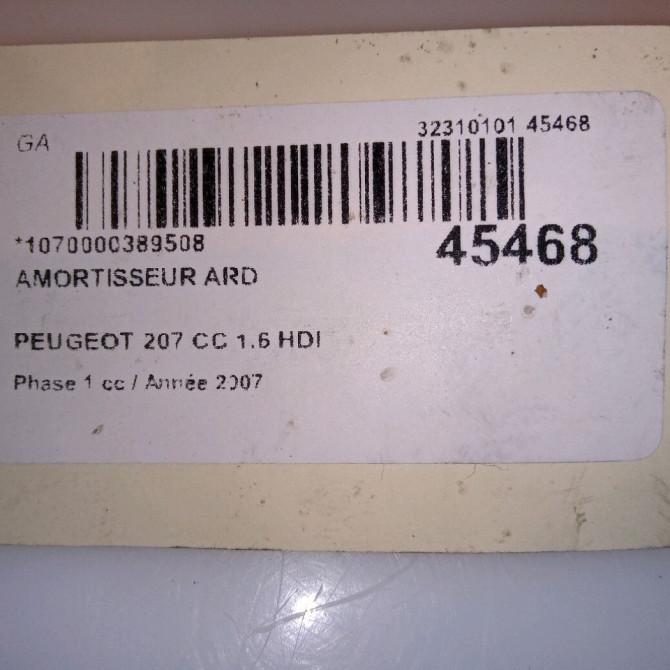 GA
32310101 45468
*1070000389508
45468
AMORTISSEUR ARD
PEUGEOT 207 CC 1.6 HDI
Phase 1 cc / Année 2007